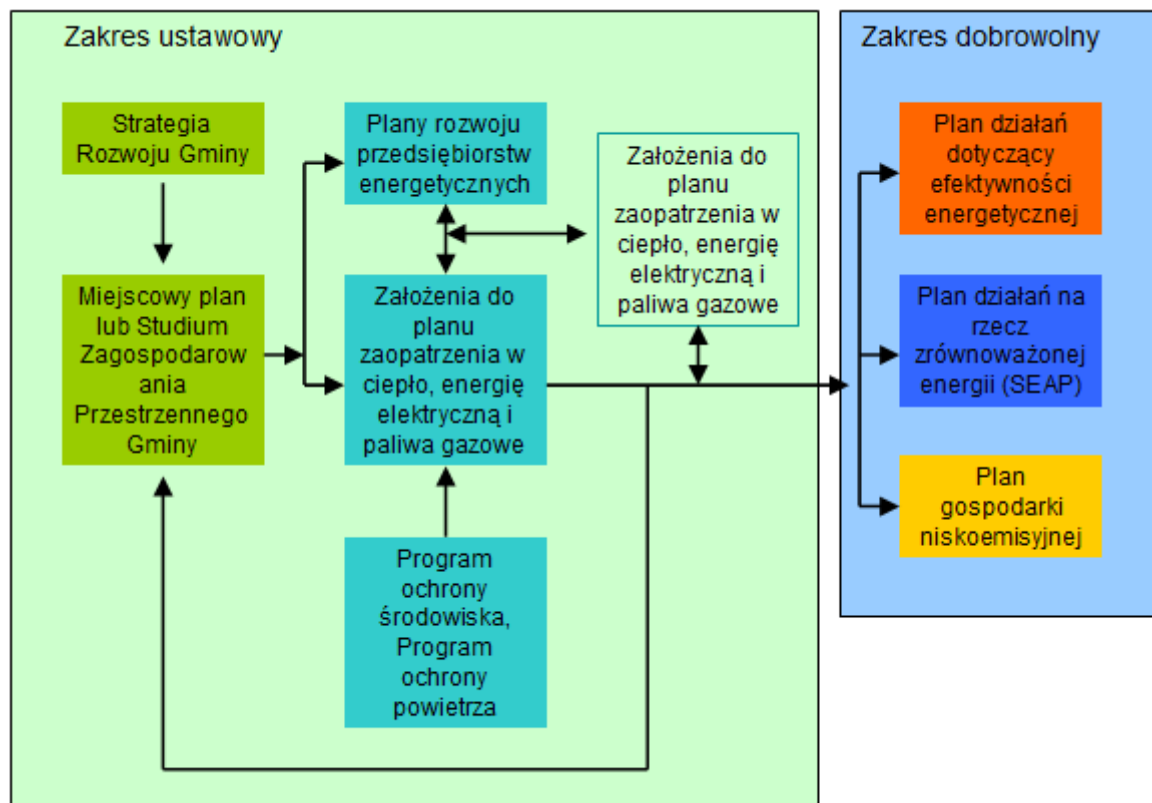 Zakres ustawowy
Strategia
Rozwoju Gminy
Miejscowy plan
lub Studium
Zagospodarow
ania
Przestrzennego
Gminy
Plany rozwoju
przedsiębiorstw
energetycznych
Założenia do
planu
zaopatrzenia w
ciepło, energię
elektryczną i
paliwa gazowe
Program
ochrony
środowiska,
Program
ochrony
powietrza
Założenia do
planu
zaopatrzenia w
ciepło, energię
elektryczną i
paliwa gazowe
Zakres dobrowolny
Plan działań
dotyczący
efektywności
energetycznej
Plan działań na
rzecz
zrównoważonej
energii (SEAP)
Plan
gospodarki
niskoemisyjnej